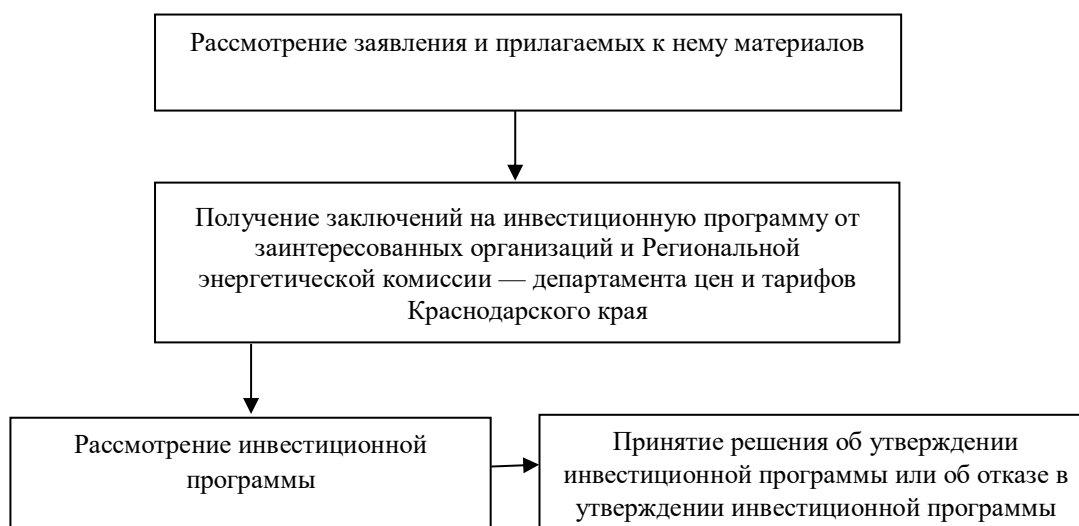 Рассмотрение заявления и прилагаемых к нему материалов
Получение заключений на инвестиционную программу от
заинтересованных организаций и Региональной
энергетической комиссии — департамента цен и тарифов
Краснодарского края
Рассмотрение инвестиционной
программы
Принятие решения об утверждении
инвестиционной программы или об отказе в
утверждении инвестиционной программы